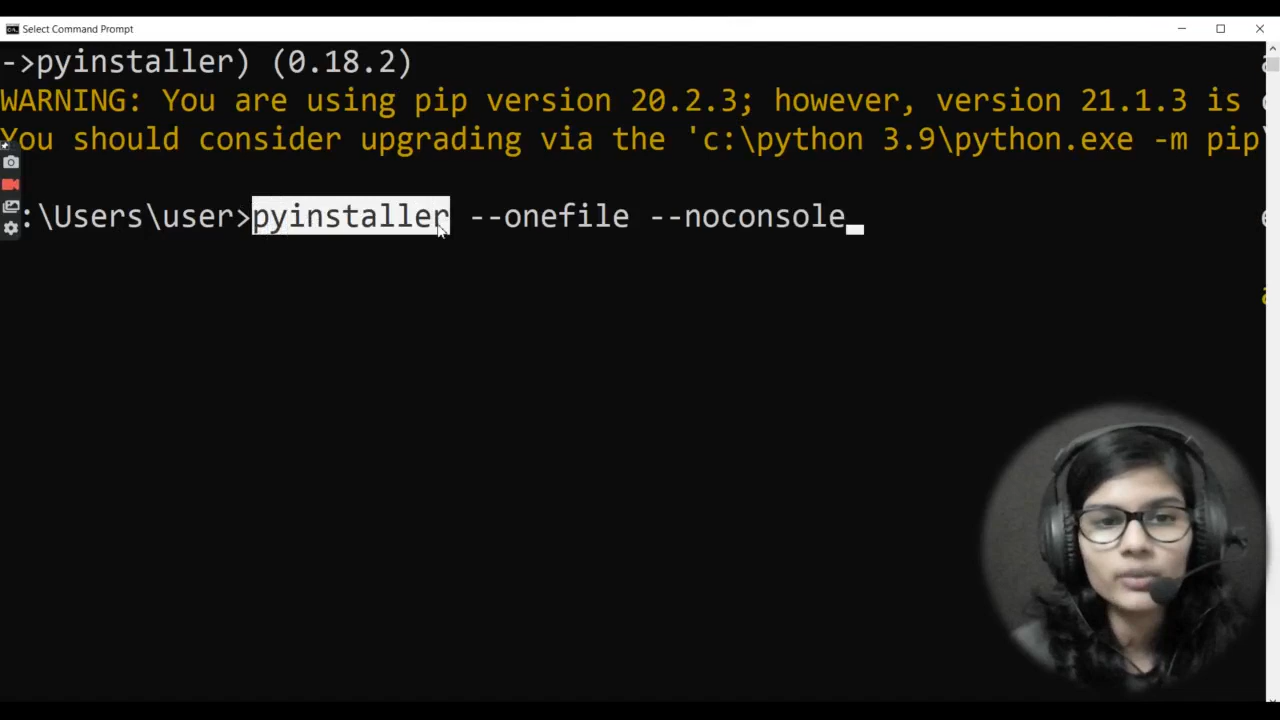 Select Command Prompt
->pyinstaller) (0.18.2)
WARNING: You are using pip version 20.2.3; however, version 21.1.3 is
You should consider upgrading via the 'c:\python 3.9\python.exe -m pip
:\Users\user>pyinstaller --onefile --noconsole